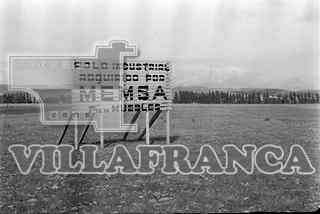 POLO INDUSTRIAL
ADQUIRIDO POR
MEMSA
MUEBLES
VILLAFRANCA